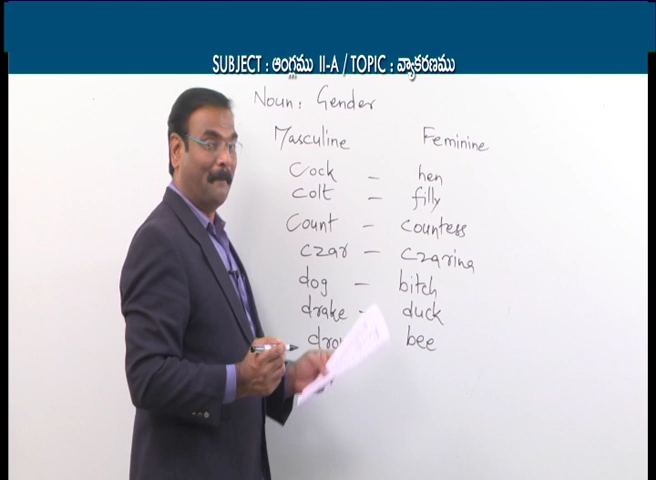 SUBJECT : ఆంగ్లము II-A / TOPIC : వ్యాకరణము
Noun: Gender
Masculine Feminine
Cock - hen
Colt - filly
Count - countess
czar - czarina
dog - bitch
drake - duck
bee